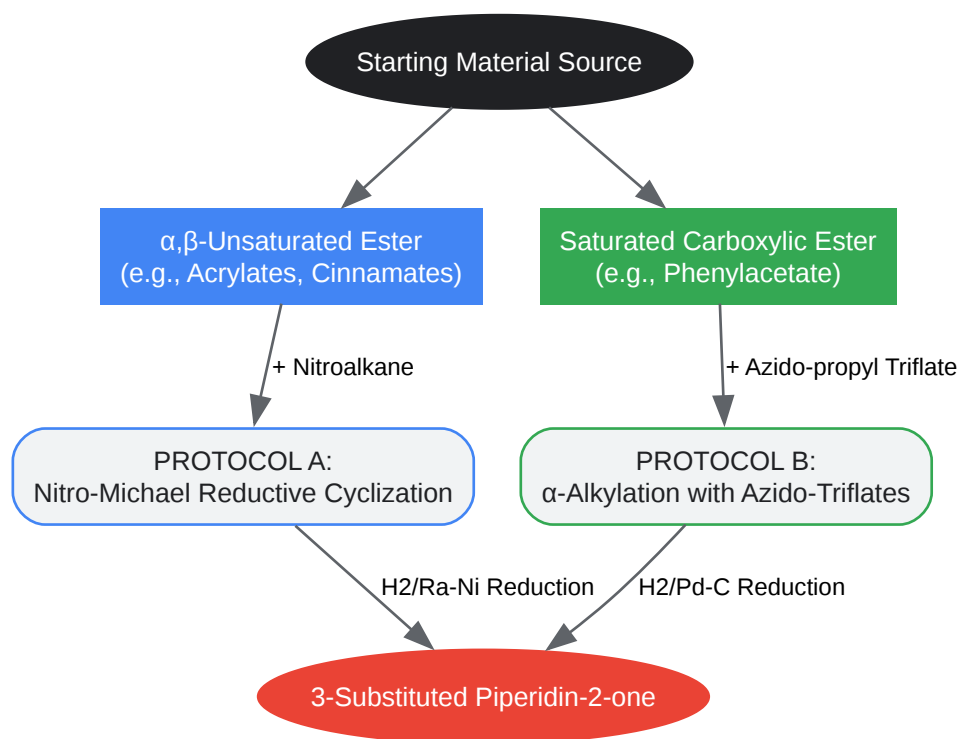 Starting Material Source
α,β-Unsaturated Ester
(e.g., Acrylates, Cinnamates)
Saturated Carboxylic Ester
(e.g., Phenylacetate)
+ Nitroalkane
+ Azido-propyl Triflate
PROTOCOL A:
Nitro-Michael Reductive Cyclization
PROTOCOL B:
α-Alkylation with Azido-Triflates
H2/Ra-Ni Reduction
H2/Pd-C Reduction
3-Substituted Piperidin-2-one